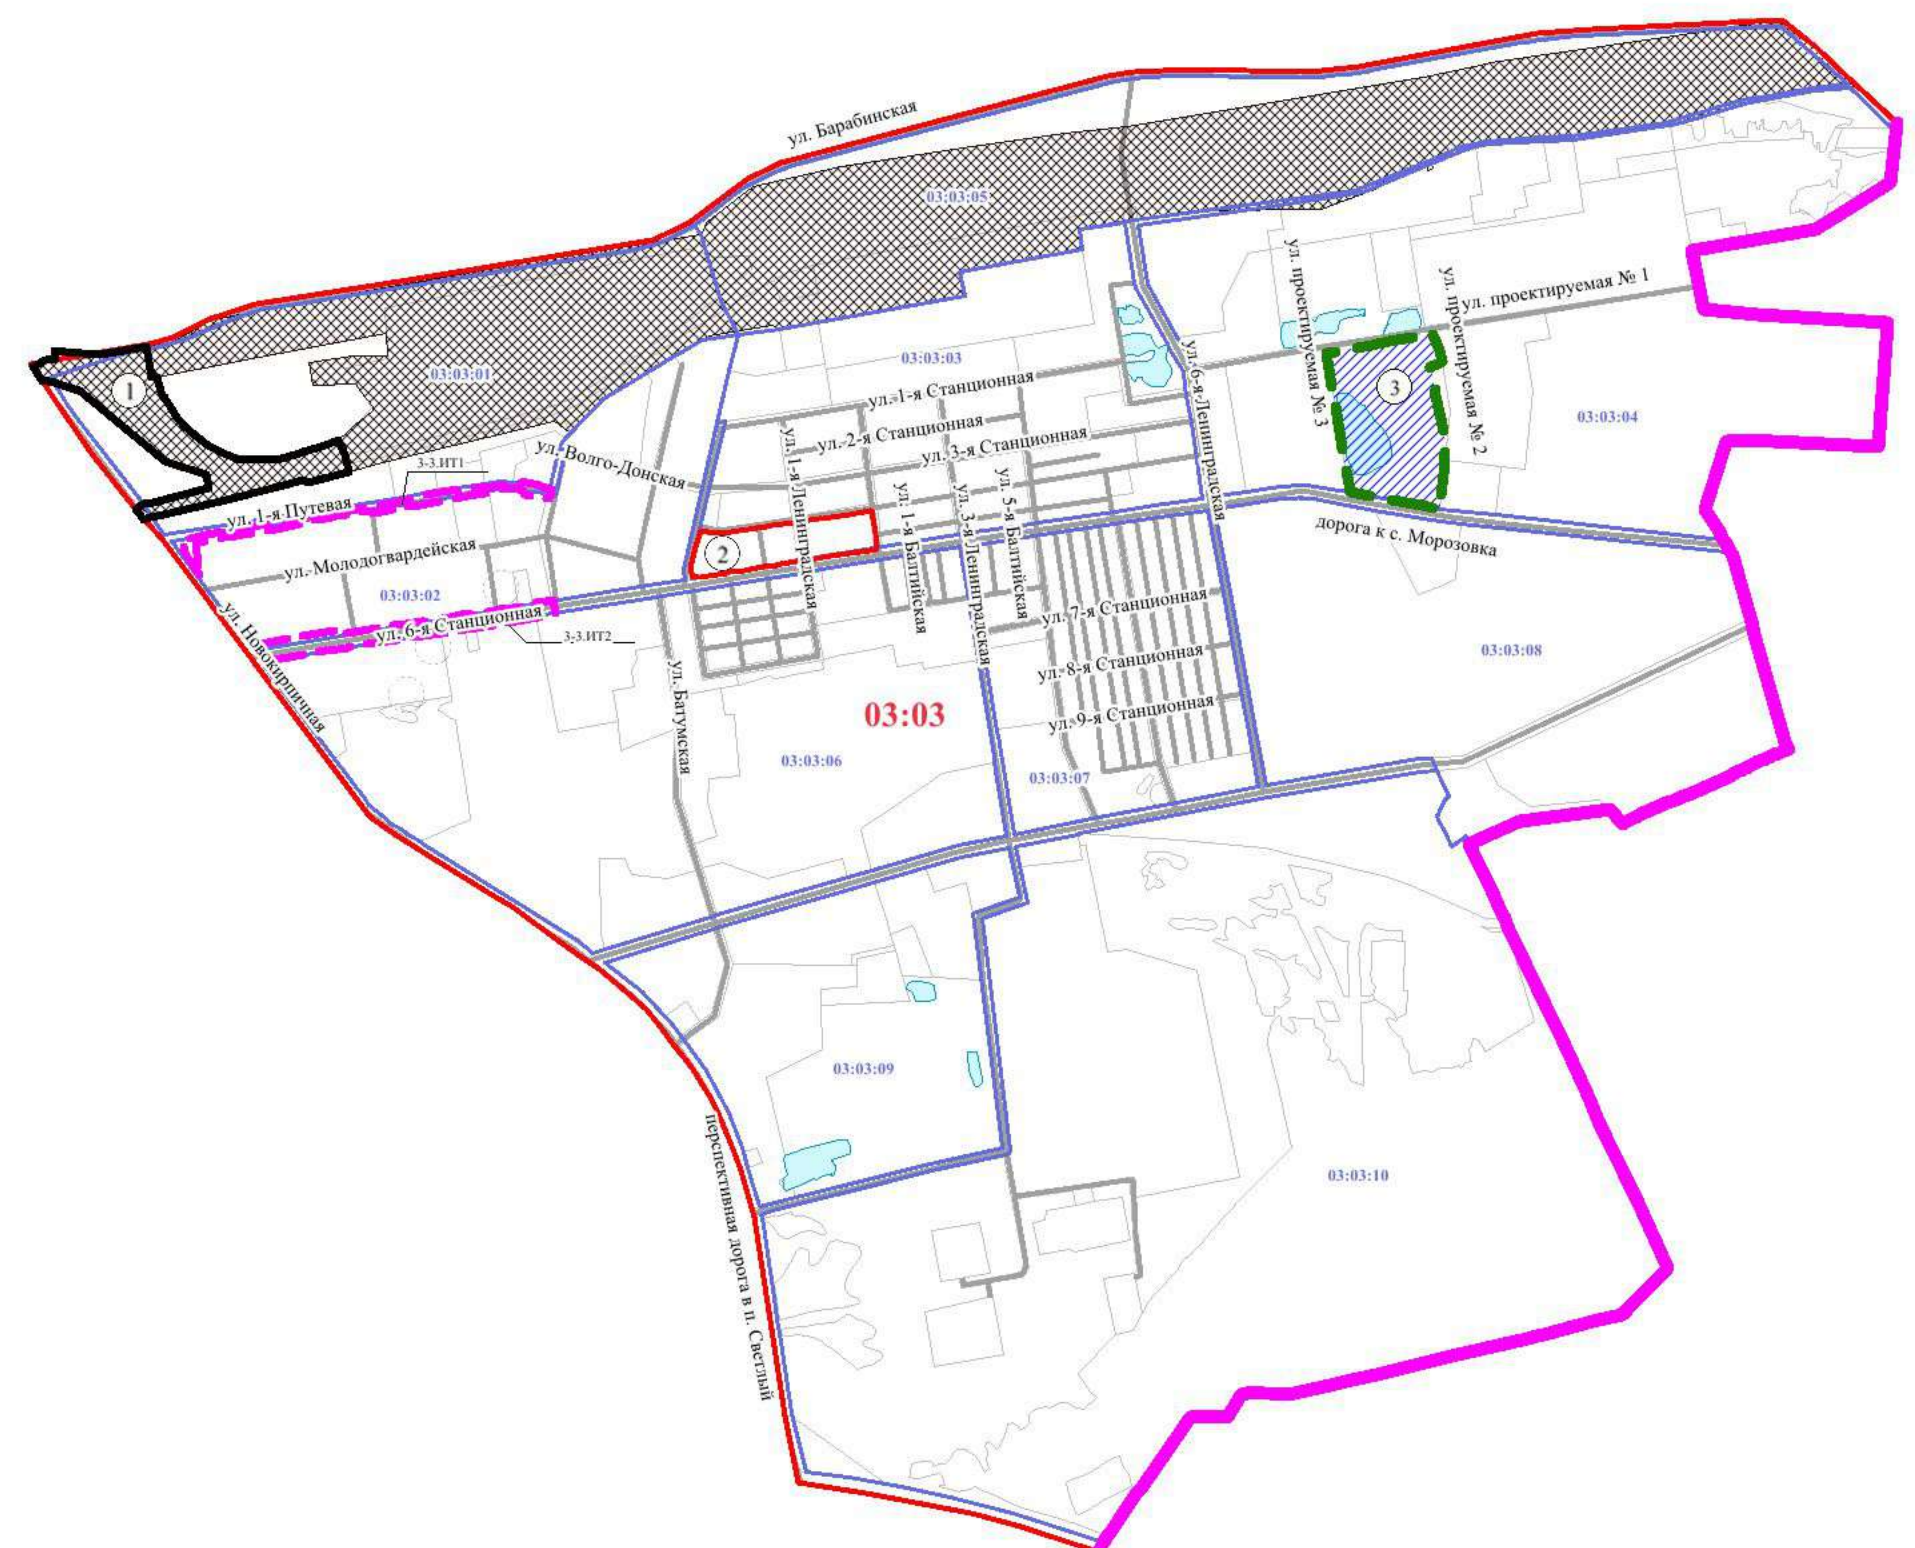 ул. Барабинская
03:03:05
ул. проектируемая № 3
ул. проектируемая № 2
ул. проектируемая № 1
1
03:03:01
03:03:03
ул. 6-я Ленинградская
3
03:03:04
ул. 1-я Станционная
ул. 2-я Станционная
ул. 3-я Станционная
ул. Волго-Донская
ул. 1-я Ленинградская
3-3.ИТ1
ул. 1-я Балтийская
ул. 3-я Ленинградская
ул. 5-я Балтийская
ул. 1-я Путевая
дорога к с. Морозовка
ул. Молодогвардейская
2
03:03:02
ул. 6-я Станционная
3-3.ИТ2
ул. Новокирпичная
ул. 7-я Станционная
ул. 8-я Станционная
03:03:08
ул. Батумская
03:03
ул. 9-я Станционная
03:03:06
03:03:07
03:03:09
перспективная дорога в п. Светлый
03:03:10